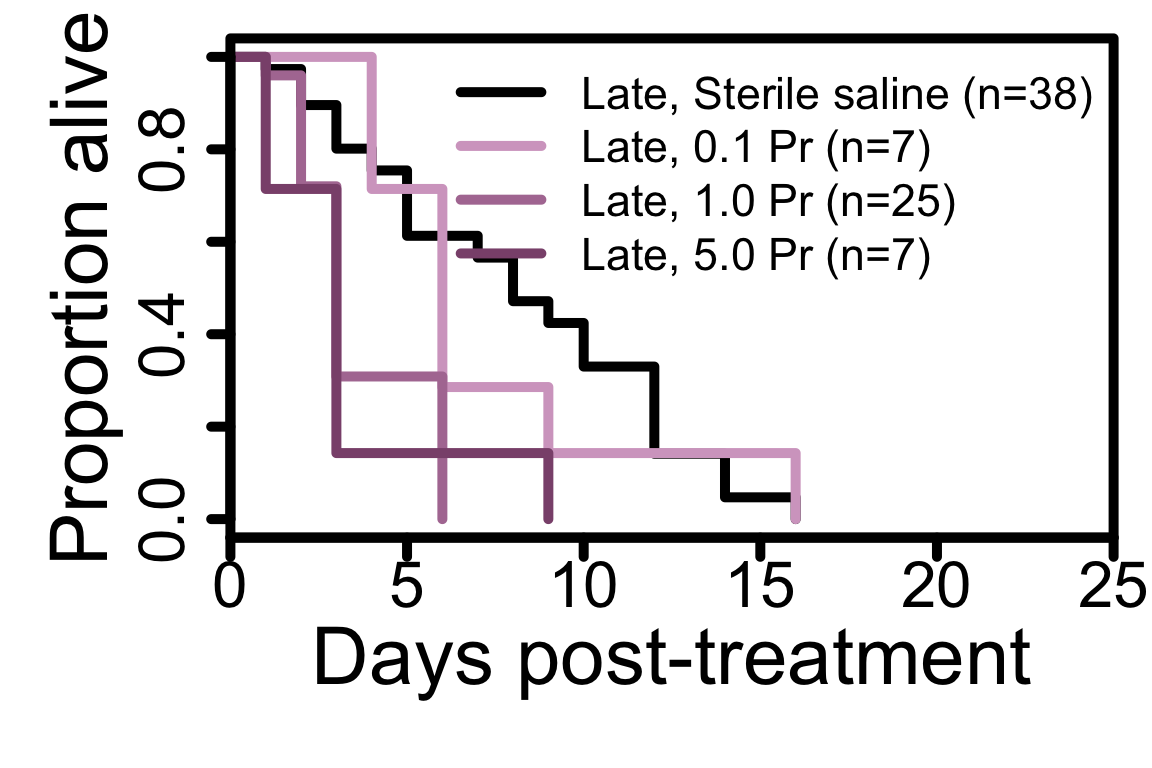 Proportion alive
0.8
0.4
0.0
Late, Sterile saline (n=38)
Late, 0.1 Pr (n=7)
Late, 1.0 Pr (n=25)
Late, 5.0 Pr (n=7)
0 5 10 15 20 25
Days post-treatment